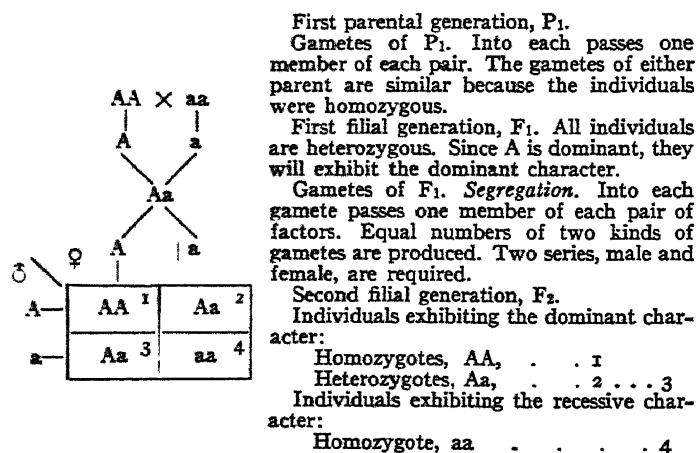 First parental generation, P1.
Gametes of P1. Into each passes one
member of each pair. The gametes of either
parent are similar because the individuals
were homozygous.
First filial generation, F1. All individuals
are heterozygous. Since A is dominant, they
will exhibit the dominant character.
Gametes of F1. Segregation. Into each
gamete passes one member of each pair of
factors. Equal numbers of two kinds of
gametes are produced. Two series, male and
female, are required.
Second filial generation, F2.
Individuals exhibiting the dominant char-
acter:
Homozygotes, AA, . . 1
Heterozygotes, Aa, . . 2 . . . 3
Individuals exhibiting the recessive char-
acter:
Homozygote, aa . . . . 4
AA × aa
A a
Aa
♂ ♀ A a
A AA 1 Aa 2
a Aa 3 aa 4